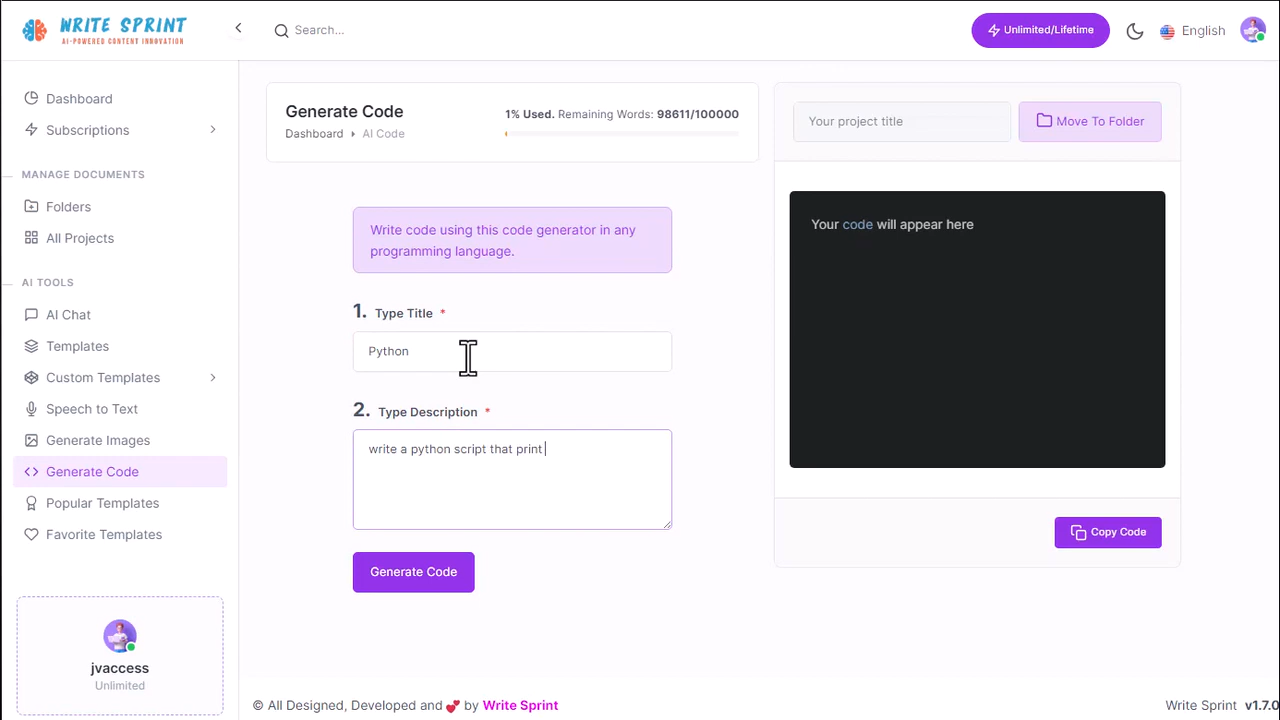 WRITE SPRINT
AI-POWERED CONTENT INNOVATION
Search...
Unlimited/Lifetime
English
Dashboard
Subscriptions
MANAGE DOCUMENTS
Folders
All Projects
AI TOOLS
AI Chat
Templates
Custom Templates
Speech to Text
Generate Images
Generate Code
Popular Templates
Favorite Templates
jvaccess
Unlimited
Generate Code
Dashboard AI Code
1% Used. Remaining Words: 98611/100000
Write code using this code generator in any
programming language.
1. Type Title *
Python
2. Type Description *
write a python script that print
Generate Code
Your project title
Move To Folder
Your code will appear here
Copy Code
© All Designed, Developed and 💕 by Write Sprint
Write Sprint v1.7.0